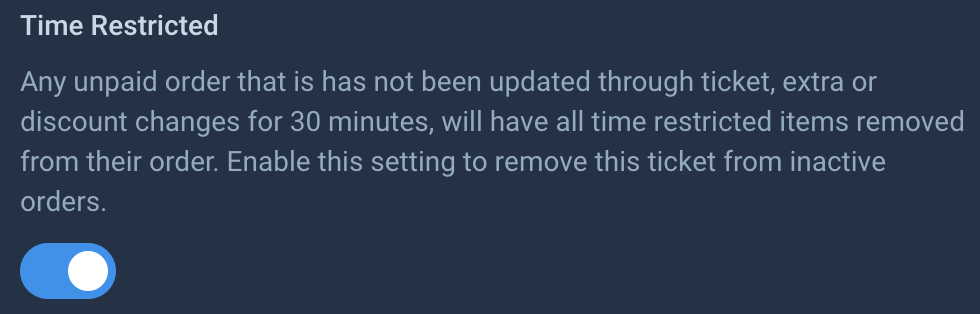 Time Restricted
Any unpaid order that is has not been updated through ticket, extra or
discount changes for 30 minutes, will have all time restricted items removed
from their order. Enable this setting to remove this ticket from inactive
orders.